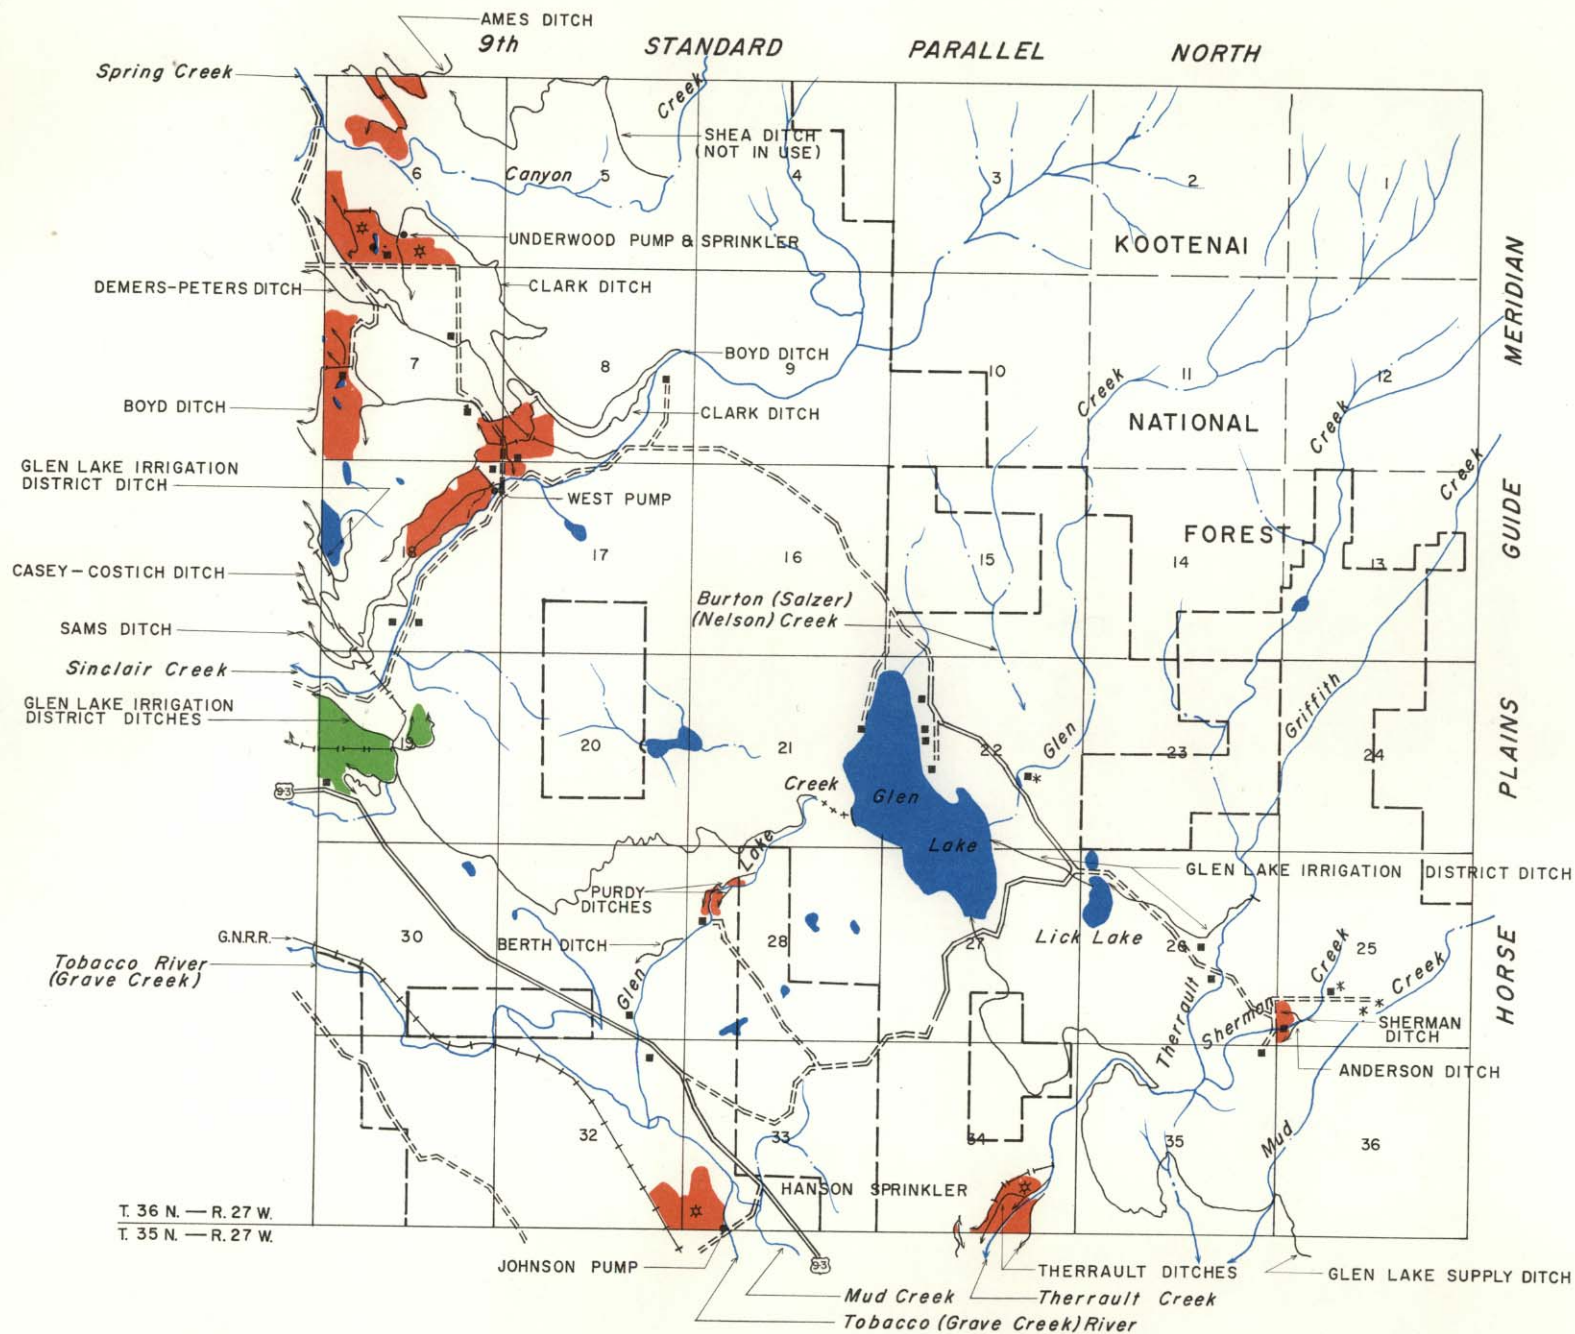 AMES DITCH
9th STANDARD PARALLEL NORTH
Spring Creek
Creek
SHEA DITCH
(NOT IN USE)
6
Canyon
5
4
3
2
1
UNDERWOOD PUMP & SPRINKLER
KOOTENAI
MERIDIAN
DEMERS-PETERS DITCH
CLARK DITCH
7
8
BOYD DITCH
9
10
11
12
Creek
BOYD DITCH
CLARK DITCH
NATIONAL
Creek
GLEN LAKE IRRIGATION
DISTRICT DITCH
WEST PUMP
Creek
GUIDE
18
17
16
15
FOREST
14
13
CASEY-COSTICH DITCH
Burton (Salzer)
(Nelson) Creek
SAMS DITCH
Sinclair Creek
GLEN LAKE IRRIGATION
DISTRICT DITCHES
Griffith
PLAINS
19
20
21
22
Glen
23
24
93
Creek
Glen
Lake
Lake
GLEN LAKE IRRIGATION DISTRICT DITCH
PURDY
DITCHES
G.N.R.R.
30
BERTH DITCH
28
27
Lick Lake
26
25
Tobacco River
(Grave Creek)
Creek
Creek
HORSE
Glen
Therrault
Sherman
SHERMAN
DITCH
ANDERSON DITCH
32
33
34
35
Mud
36
HANSON SPRINKLER
T. 36 N. — R. 27 W.
T. 35 N. — R. 27 W.
JOHNSON PUMP
93
THERRAULT DITCHES
GLEN LAKE SUPPLY DITCH
Mud Creek
Therrault Creek
Tobacco (Grave Creek) River